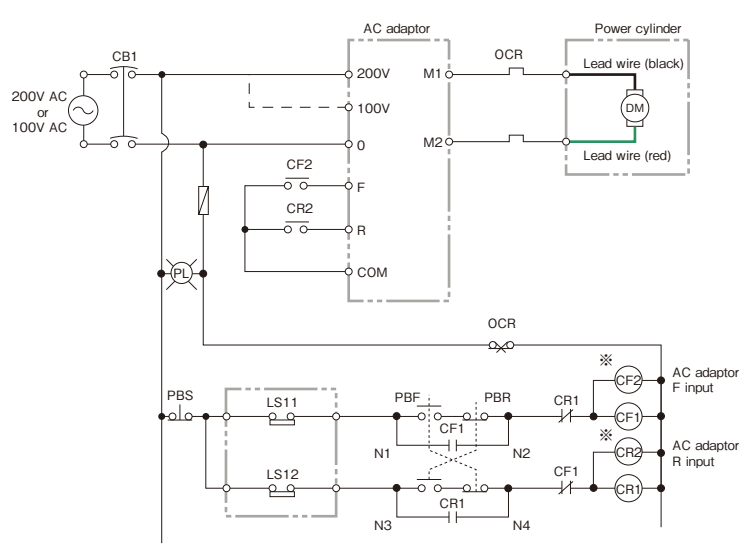 AC adaptor
Power cylinder
CB1
OCR
Lead wire (black)
200V
M1
200V AC
or
100V AC
100V
DM
0
M2
Lead wire (red)
CF2
F
CR2
R
PL
COM
OCR
※
CF2
AC adaptor
F input
PBS
LS11
PBF
PBR
CR1
CF1
CF1
N1
N2
※
CR2
AC adaptor
R input
LS12
CF1
CR1
CR1
N3
N4